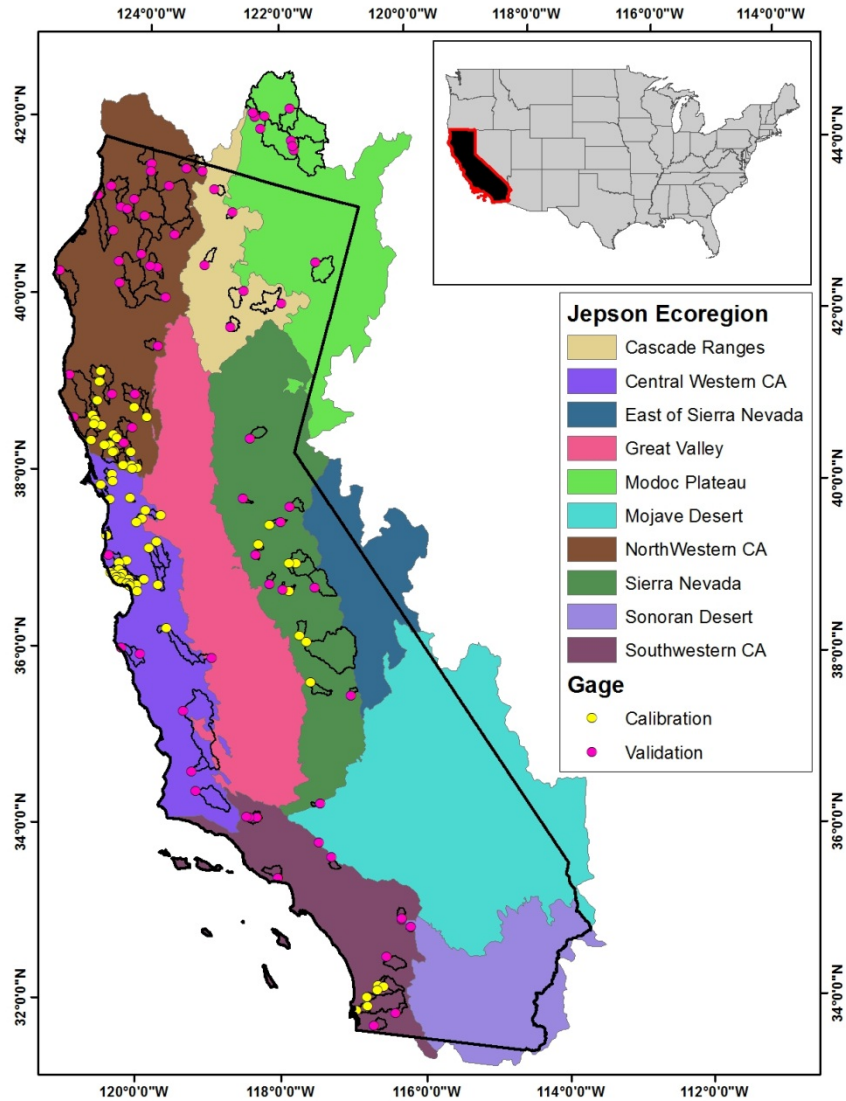 124°0'0"W 122°0'0"W 120°0'0"W 118°0'0"W 116°0'0"W 114°0'0"W
42°0'0"N
40°0'0"N
38°0'0"N
36°0'0"N
34°0'0"N
32°0'0"N
44°0'0"N
42°0'0"N
40°0'0"N
38°0'0"N
36°0'0"N
34°0'0"N
Jepson Ecoregion
Cascade Ranges
Central Western CA
East of Sierra Nevada
Great Valley
Modoc Plateau
Mojave Desert
NorthWestern CA
Sierra Nevada
Sonoran Desert
Southwestern CA
Gage
Calibration
Validation
120°0'0"W 118°0'0"W 116°0'0"W 114°0'0"W 112°0'0"W